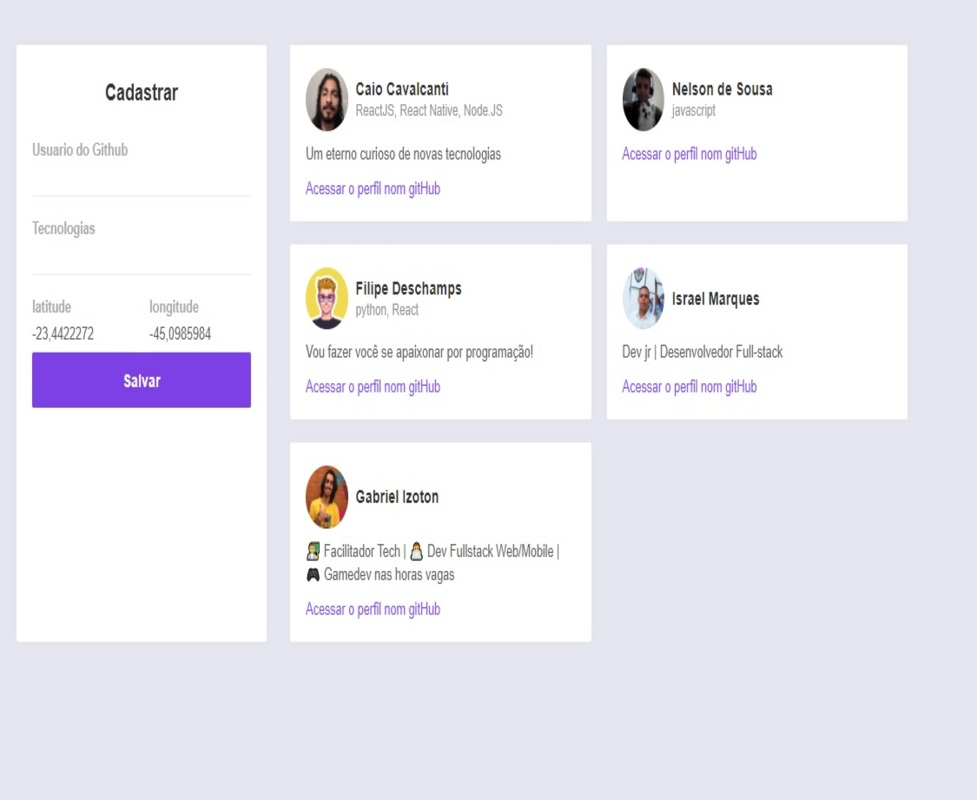 Cadastrar
Usuario do Github
Tecnologias
latitude
longitude
-23,4422272
-45,0985984
Salvar
Caio Cavalcanti
ReactJS, React Native, Node.JS
Um eterno curioso de novas tecnologias
Acessar o perfil nom gitHub
Nelson de Sousa
javascript
Acessar o perfil nom gitHub
Filipe Deschamps
python, React
Vou fazer você se apaixonar por programação!
Acessar o perfil nom gitHub
Israel Marques
Dev jr | Desenvolvedor Full-stack
Acessar o perfil nom gitHub
Gabriel Izoton
👨‍🏫 Facilitador Tech | 👨‍💻 Dev Fullstack Web/Mobile |
🎮 Gamedev nas horas vagas
Acessar o perfil nom gitHub